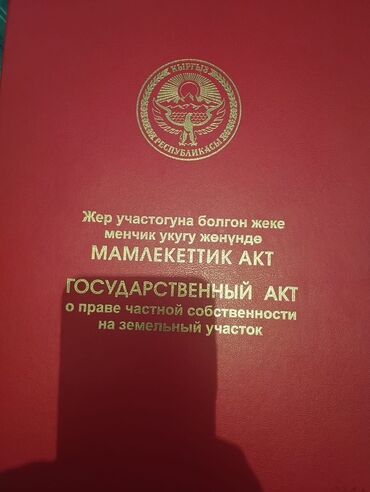 КЫРГЫЗ
РЕСПУБЛИКАСЫ
Жер участогуна болгон жеке
менчик укугу жөнүндө
МАМЛЕКЕТТИК АКТ
ГОСУДАРСТВЕННЫЙ АКТ
о праве частной собственности
на земельный участок